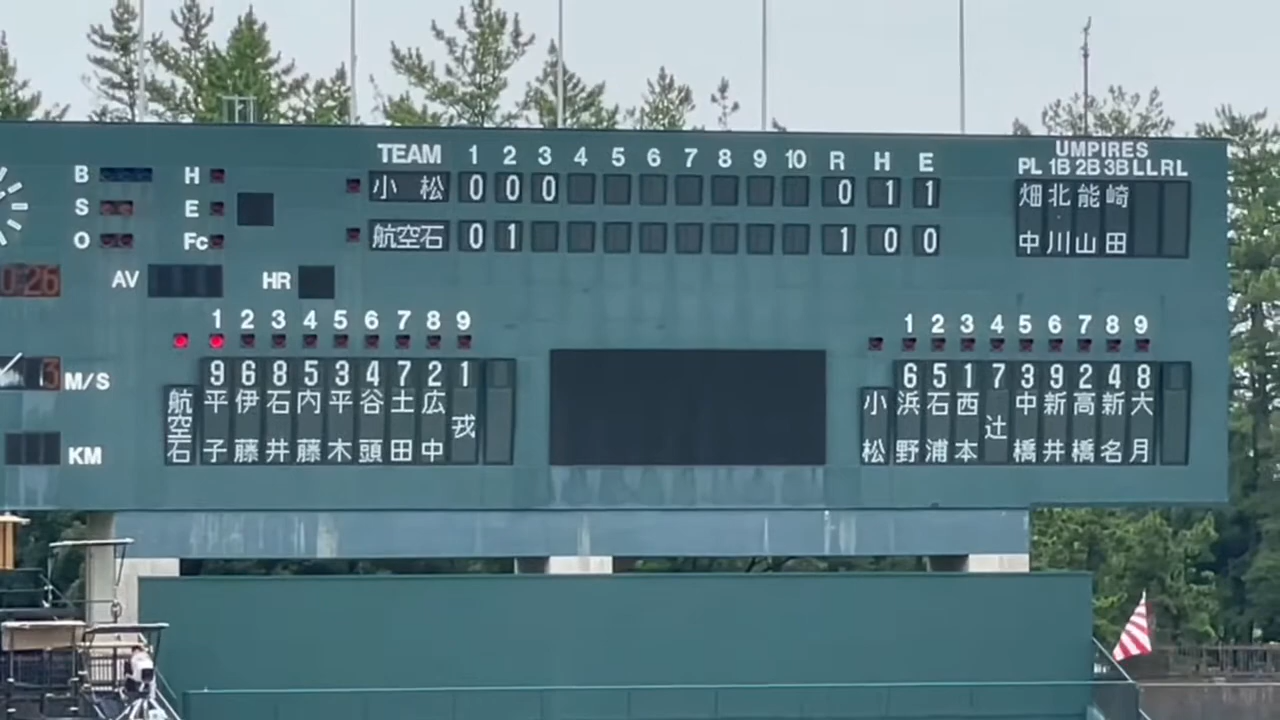 TEAM 1 2 3 4 5 6 7 8 9 10 R H E
小松 0 0 0 0 1 1
航空石 0 1 1 0 0
UMPIRES
PL 1B 2B 3B LL RL
畑中 北川 能山 崎田
B H
S E
O Fc
AV HR
M/S
KM
1 2 3 4 5 6 7 8 9
9 6 8 5 3 4 7 2 1
航空石 平子 伊藤 石井 内藤 平木 谷頭 土田 広中 戎
1 2 3 4 5 6 7 8 9
6 5 1 7 3 9 2 4 8
小松 浜野 石浦 西本 辻 中橋 新井 高橋 新名 大月